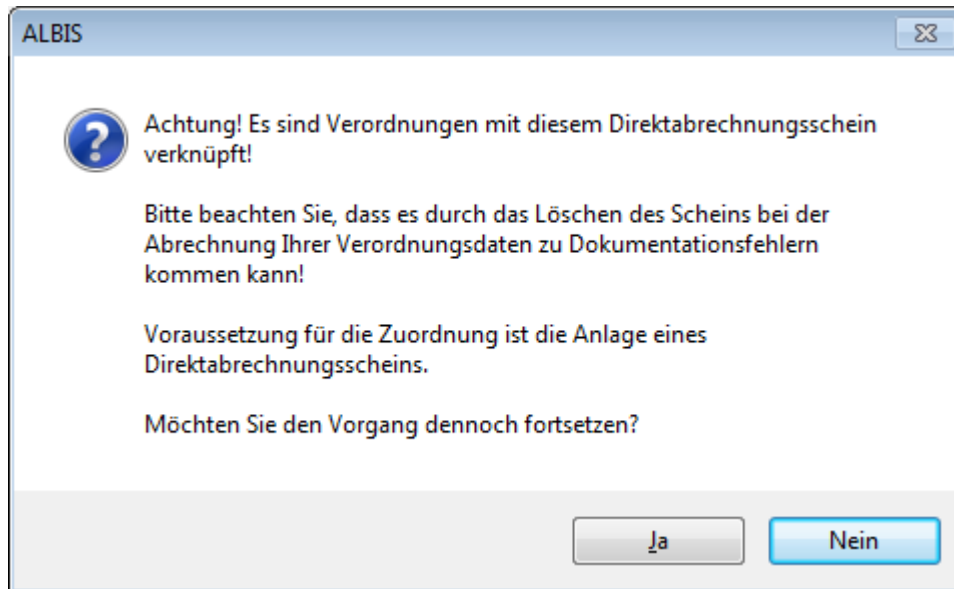 ALBIS
Achtung! Es sind Verordnungen mit diesem Direktabrechnungsschein
verknüpft!
Bitte beachten Sie, dass es durch das Löschen des Scheins bei der
Abrechnung Ihrer Verordnungsdaten zu Dokumentationsfehlern
kommen kann!
Voraussetzung für die Zuordnung ist die Anlage eines
Direktabrechnungsscheins.
Möchten Sie den Vorgang dennoch fortsetzen?
Ja Nein